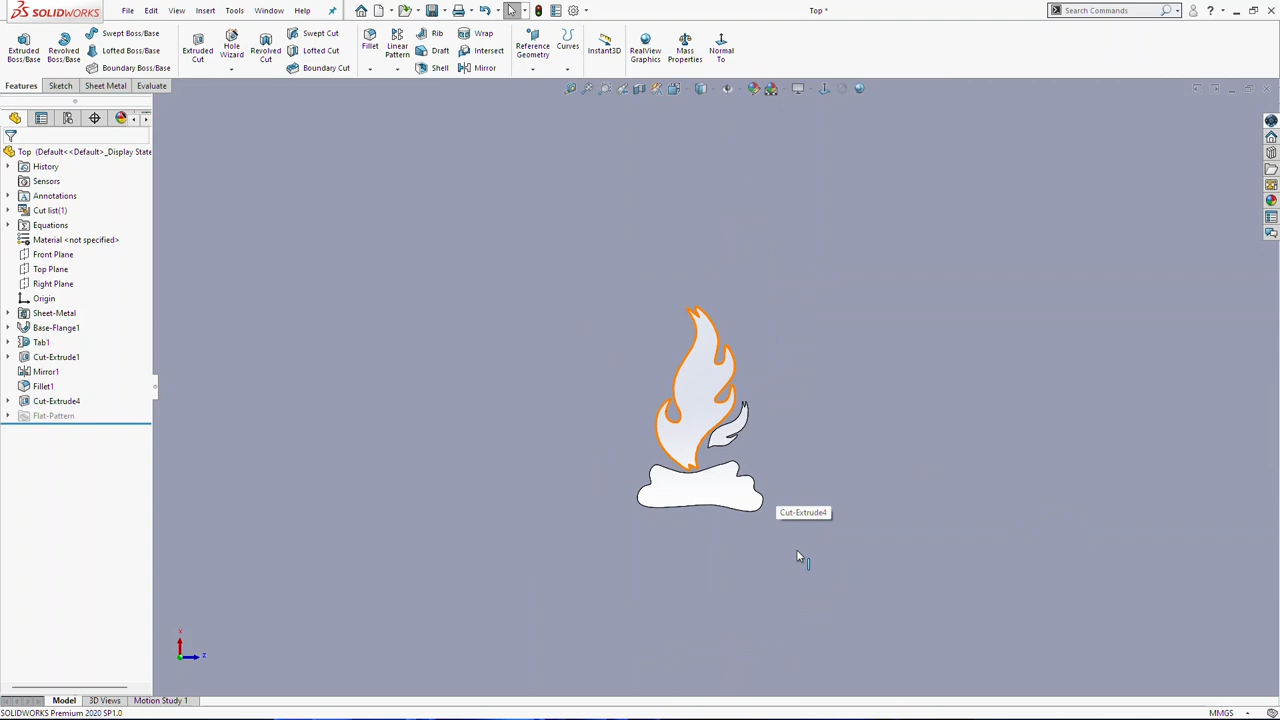 SOLIDWORKS File Edit View Insert Tools Window Help Top * Search Commands
Extruded Boss/Base
Revolved Boss/Base
Swept Boss/Base
Lofted Boss/Base
Boundary Boss/Base
Extruded Cut
Hole Wizard
Revolved Cut
Swept Cut
Lofted Cut
Boundary Cut
Fillet
Linear Pattern
Rib
Draft
Shell
Wrap
Intersect
Mirror
Reference Geometry
Curves
Instant3D
RealView Graphics
Mass Properties
Normal To
Features Sketch Sheet Metal Evaluate
Top (Default<<Default>_Display State
History
Sensors
Annotations
Cut list(1)
Equations
Material <not specified>
Front Plane
Top Plane
Right Plane
Origin
Sheet-Metal
Base-Flange1
Tab1
Cut-Extrude1
Mirror1
Fillet1
Cut-Extrude4
Flat-Pattern
Cut-Extrude4
x
z
Model 3D Views Motion Study 1
SOLIDWORKS Premium 2020 SP1.0 MMGS